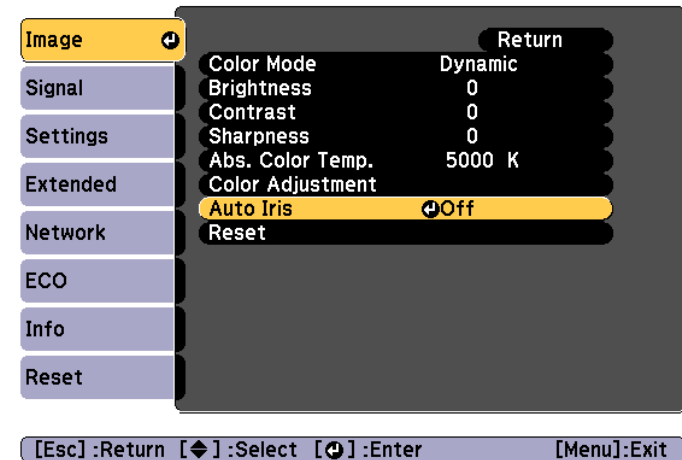 Image
Signal
Settings
Extended
Network
ECO
Info
Reset
Return
Color Mode Dynamic
Brightness 0
Contrast 0
Sharpness 0
Abs. Color Temp. 5000 K
Color Adjustment
Auto Iris Off
Reset
[Esc] :Return [◆] :Select [⏎] :Enter [Menu]:Exit